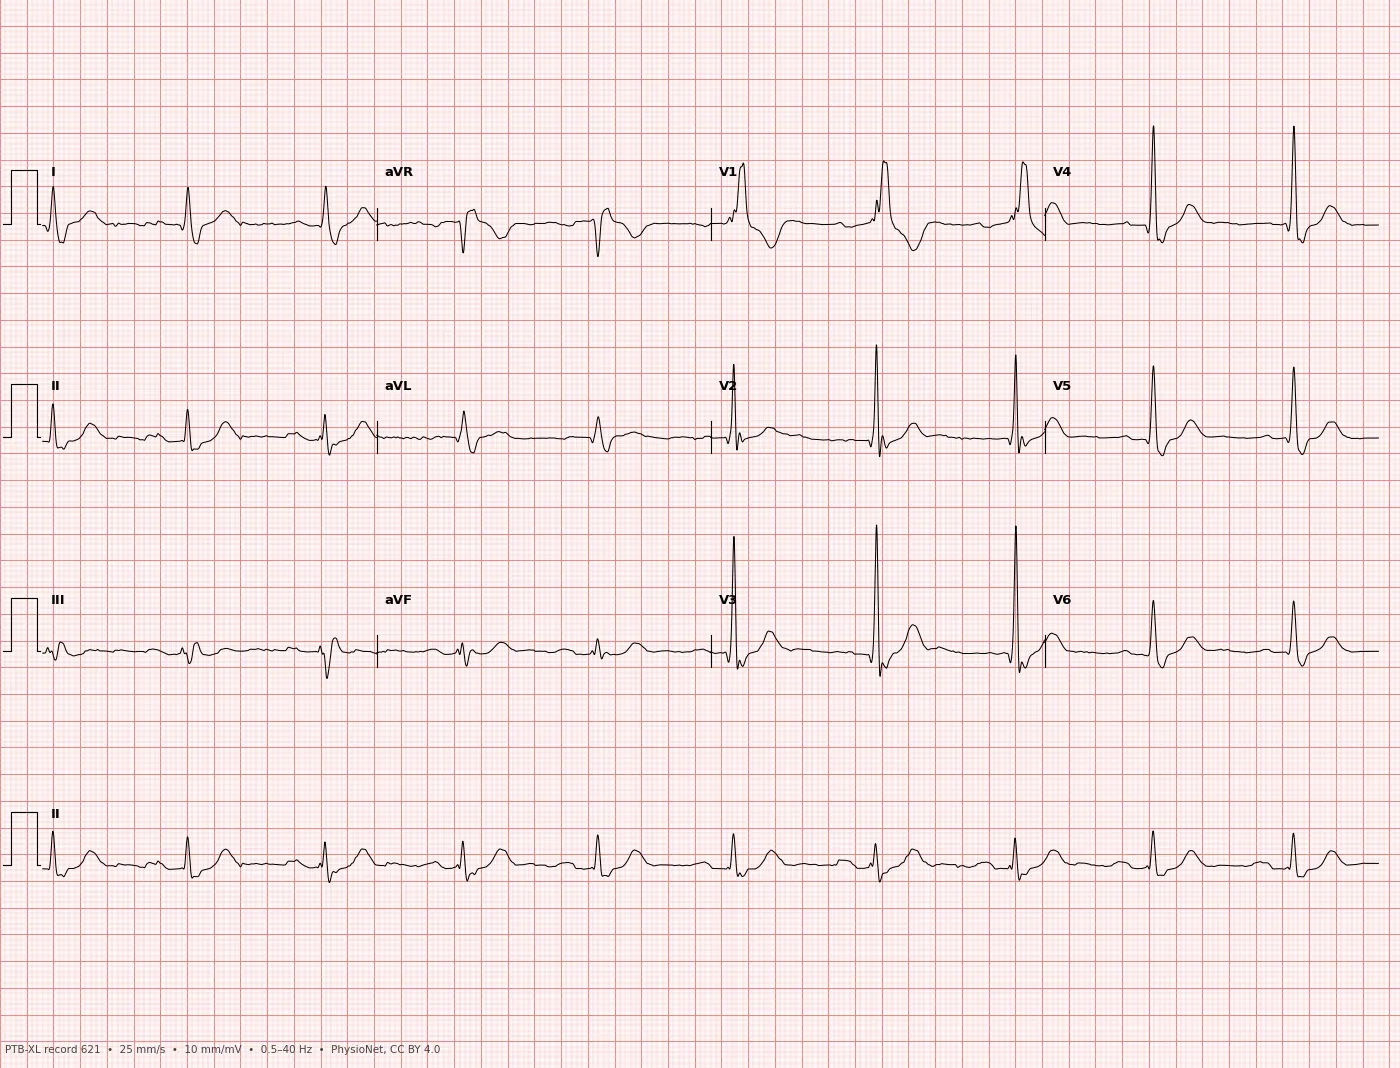 I aVR V1 V4
II aVL V2 V5
III aVF V3 V6
II
PTB-XL record 621 • 25 mm/s • 10 mm/mV • 0.5–40 Hz • PhysioNet, CC BY 4.0